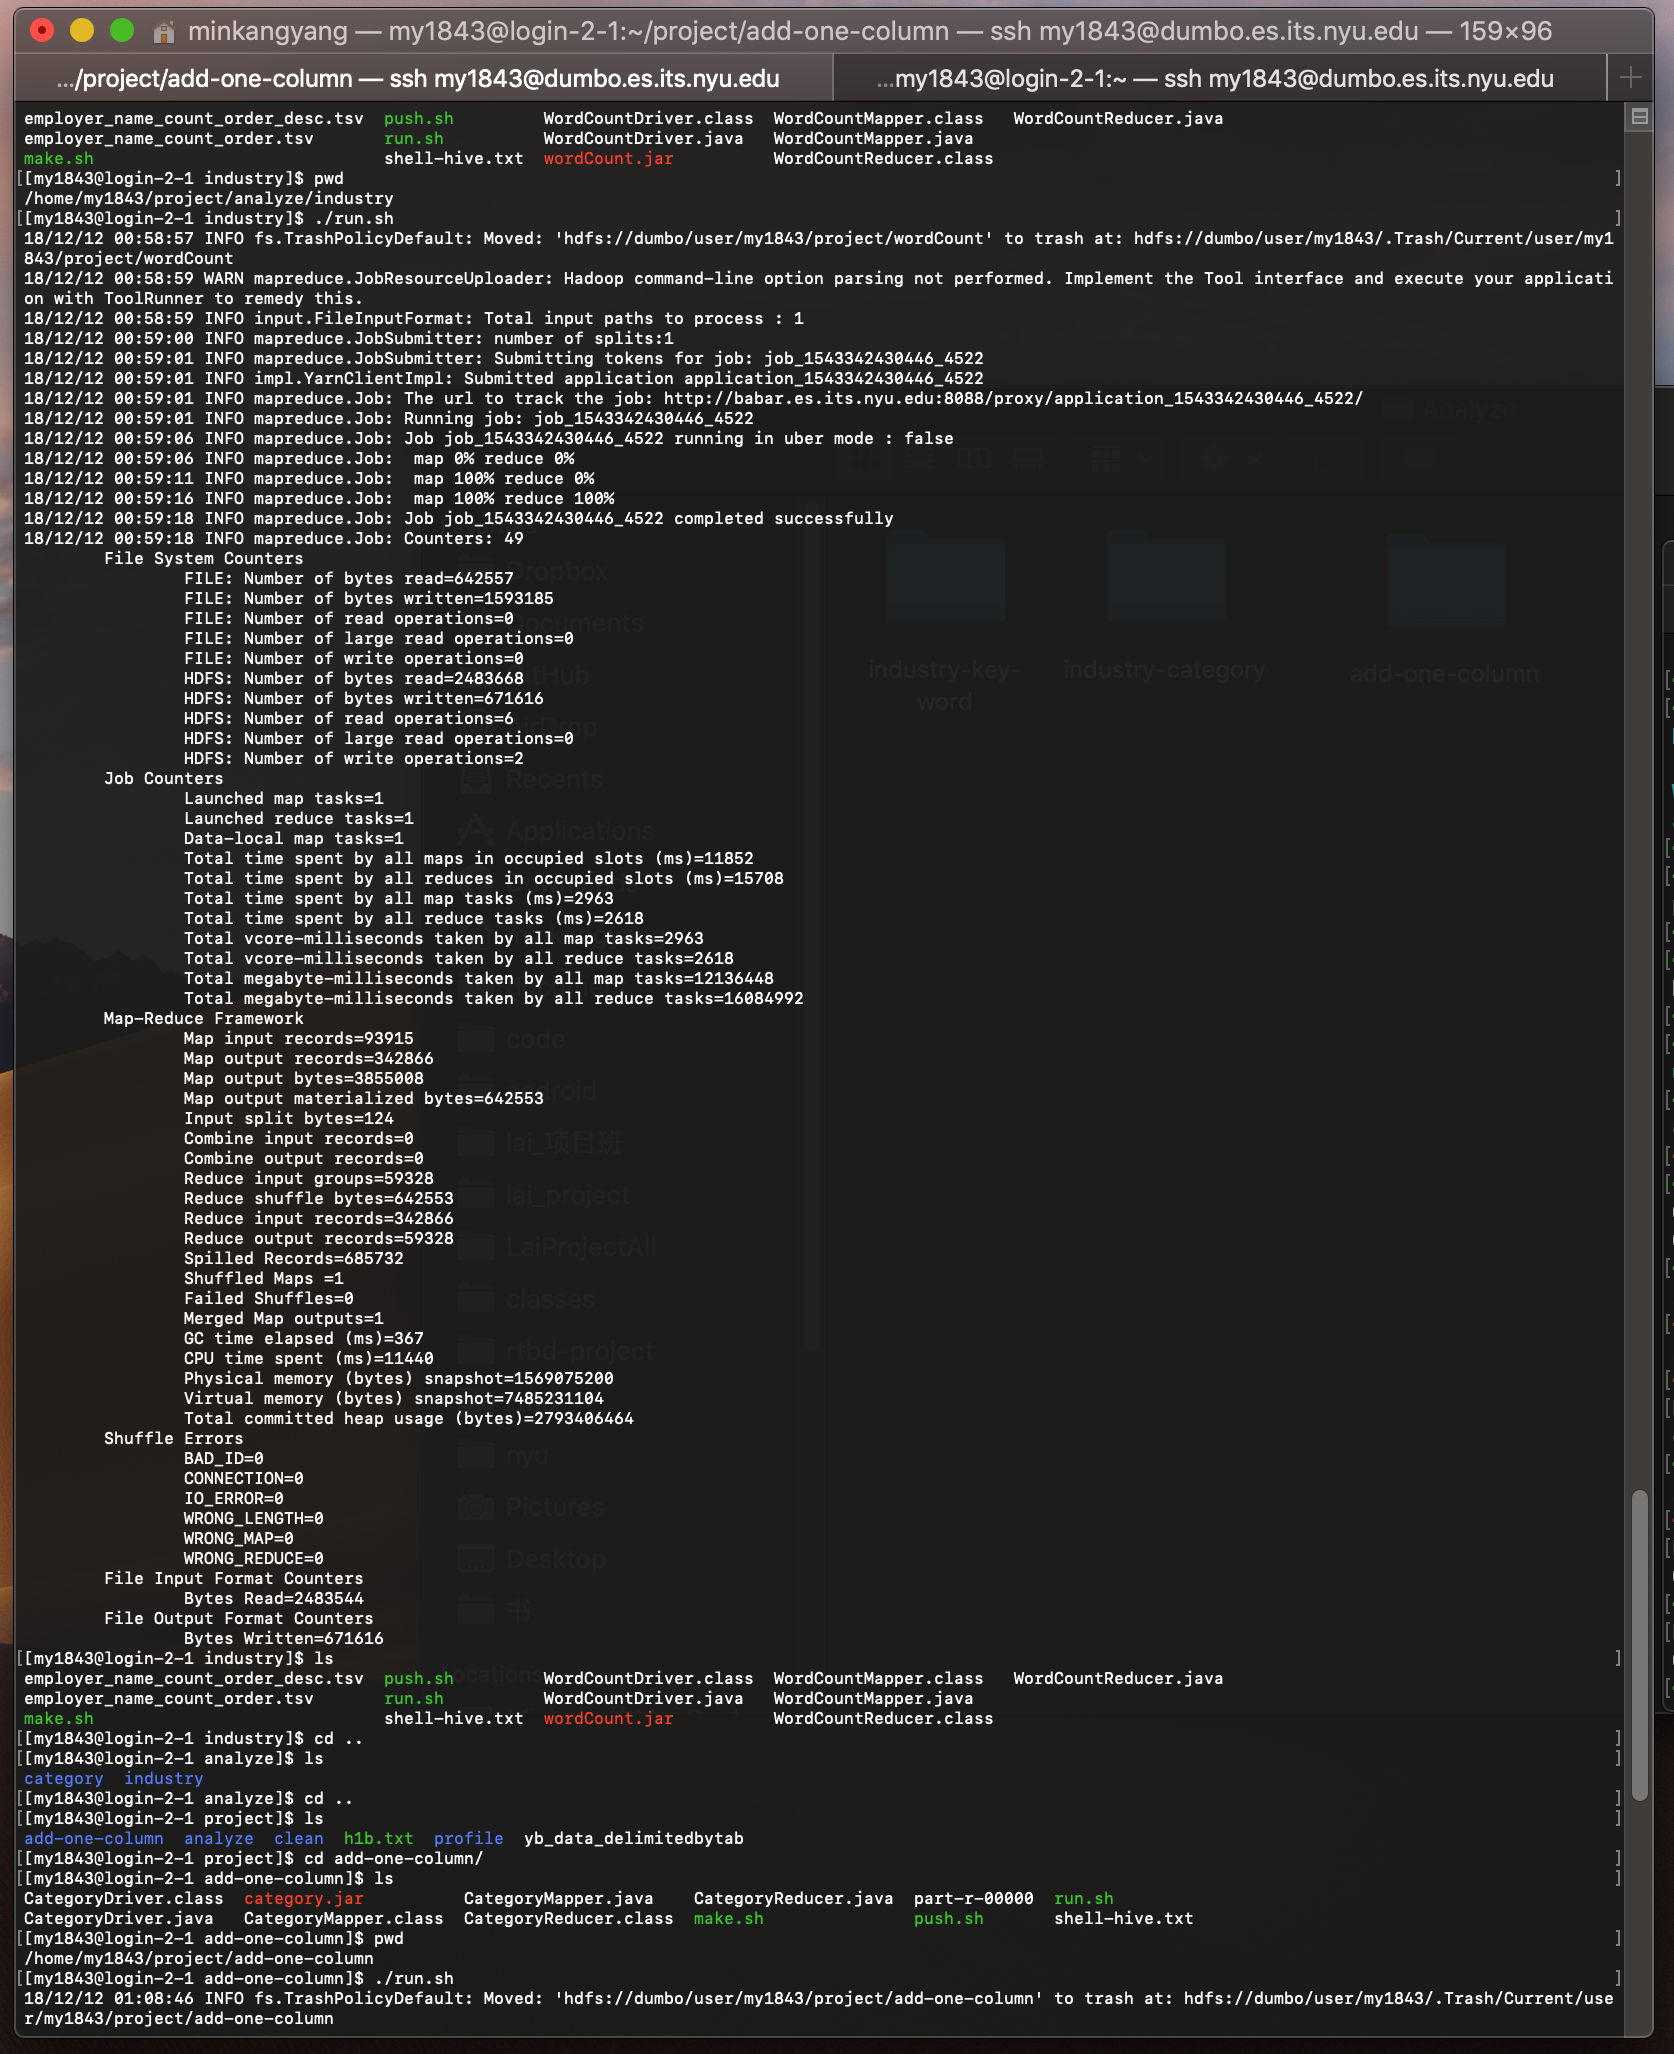 minkangyang — my1843@login-2-1:~/project/add-one-column — ssh my1843@dumbo.es.its.nyu.edu — 159×96
.../project/add-one-column — ssh my1843@dumbo.es.its.nyu.edu ...my1843@login-2-1:~ — ssh my1843@dumbo.es.its.nyu.edu
employer_name_count_order_desc.tsv  push.sh         WordCountDriver.class  WordCountMapper.class   WordCountReducer.java
employer_name_count_order.tsv       run.sh          WordCountDriver.java   WordCountMapper.java
make.sh                             shell-hive.txt  wordCount.jar          WordCountReducer.class
[[my1843@login-2-1 industry]$ pwd ]
/home/my1843/project/analyze/industry
[[my1843@login-2-1 industry]$ ./run.sh ]
18/12/12 00:58:57 INFO fs.TrashPolicyDefault: Moved: 'hdfs://dumbo/user/my1843/project/wordCount' to trash at: hdfs://dumbo/user/my1843/.Trash/Current/user/my1
843/project/wordCount
18/12/12 00:58:59 WARN mapreduce.JobResourceUploader: Hadoop command-line option parsing not performed. Implement the Tool interface and execute your applicati
on with ToolRunner to remedy this.
18/12/12 00:58:59 INFO input.FileInputFormat: Total input paths to process : 1
18/12/12 00:59:00 INFO mapreduce.JobSubmitter: number of splits:1
18/12/12 00:59:01 INFO mapreduce.JobSubmitter: Submitting tokens for job: job_1543342430446_4522
18/12/12 00:59:01 INFO impl.YarnClientImpl: Submitted application application_1543342430446_4522
18/12/12 00:59:01 INFO mapreduce.Job: The url to track the job: http://babar.es.its.nyu.edu:8088/proxy/application_1543342430446_4522/
18/12/12 00:59:01 INFO mapreduce.Job: Running job: job_1543342430446_4522
18/12/12 00:59:06 INFO mapreduce.Job: Job job_1543342430446_4522 running in uber mode : false
18/12/12 00:59:06 INFO mapreduce.Job:  map 0% reduce 0%
18/12/12 00:59:11 INFO mapreduce.Job:  map 100% reduce 0%
18/12/12 00:59:16 INFO mapreduce.Job:  map 100% reduce 100%
18/12/12 00:59:18 INFO mapreduce.Job: Job job_1543342430446_4522 completed successfully
18/12/12 00:59:18 INFO mapreduce.Job: Counters: 49
File System Counters
FILE: Number of bytes read=642557
FILE: Number of bytes written=1593185
FILE: Number of read operations=0
FILE: Number of large read operations=0
FILE: Number of write operations=0
HDFS: Number of bytes read=2483668
HDFS: Number of bytes written=671616
HDFS: Number of read operations=6
HDFS: Number of large read operations=0
HDFS: Number of write operations=2
Job Counters
Launched map tasks=1
Launched reduce tasks=1
Data-local map tasks=1
Total time spent by all maps in occupied slots (ms)=11852
Total time spent by all reduces in occupied slots (ms)=15708
Total time spent by all map tasks (ms)=2963
Total time spent by all reduce tasks (ms)=2618
Total vcore-milliseconds taken by all map tasks=2963
Total vcore-milliseconds taken by all reduce tasks=2618
Total megabyte-milliseconds taken by all map tasks=12136448
Total megabyte-milliseconds taken by all reduce tasks=16084992
Map-Reduce Framework
Map input records=93915
Map output records=342866
Map output bytes=3855008
Map output materialized bytes=642553
Input split bytes=124
Combine input records=0
Combine output records=0
Reduce input groups=59328
Reduce shuffle bytes=642553
Reduce input records=342866
Reduce output records=59328
Spilled Records=685732
Shuffled Maps =1
Failed Shuffles=0
Merged Map outputs=1
GC time elapsed (ms)=367
CPU time spent (ms)=11440
Physical memory (bytes) snapshot=1569075200
Virtual memory (bytes) snapshot=7485231104
Total committed heap usage (bytes)=2793406464
Shuffle Errors
BAD_ID=0
CONNECTION=0
IO_ERROR=0
WRONG_LENGTH=0
WRONG_MAP=0
WRONG_REDUCE=0
File Input Format Counters
Bytes Read=2483544
File Output Format Counters
Bytes Written=671616
[[my1843@login-2-1 industry]$ ls ]
employer_name_count_order_desc.tsv  push.sh         WordCountDriver.class  WordCountMapper.class   WordCountReducer.java
employer_name_count_order.tsv       run.sh          WordCountDriver.java   WordCountMapper.java
make.sh                             shell-hive.txt  wordCount.jar          WordCountReducer.class
[[my1843@login-2-1 industry]$ cd .. ]
[[my1843@login-2-1 analyze]$ ls ]
category  industry
[[my1843@login-2-1 analyze]$ cd .. ]
[[my1843@login-2-1 project]$ ls ]
add-one-column  analyze  clean  h1b.txt  profile  yb_data_delimitedbytab
[[my1843@login-2-1 project]$ cd add-one-column/ ]
[[my1843@login-2-1 add-one-column]$ ls ]
CategoryDriver.class  category.jar          CategoryMapper.java    CategoryReducer.java  part-r-00000  run.sh
CategoryDriver.java   CategoryMapper.class  CategoryReducer.class  make.sh               push.sh       shell-hive.txt
[[my1843@login-2-1 add-one-column]$ pwd ]
/home/my1843/project/add-one-column
[[my1843@login-2-1 add-one-column]$ ./run.sh ]
18/12/12 01:08:46 INFO fs.TrashPolicyDefault: Moved: 'hdfs://dumbo/user/my1843/project/add-one-column' to trash at: hdfs://dumbo/user/my1843/.Trash/Current/use
r/my1843/project/add-one-column
Analyze
industry-key-
word
industry-category
add-one-column
Dropbox
Recents
Applications
code
lai_项目班
lai_project
LaiProjectAll
classes
rtbd-project
nyu
Pictures
Desktop
书